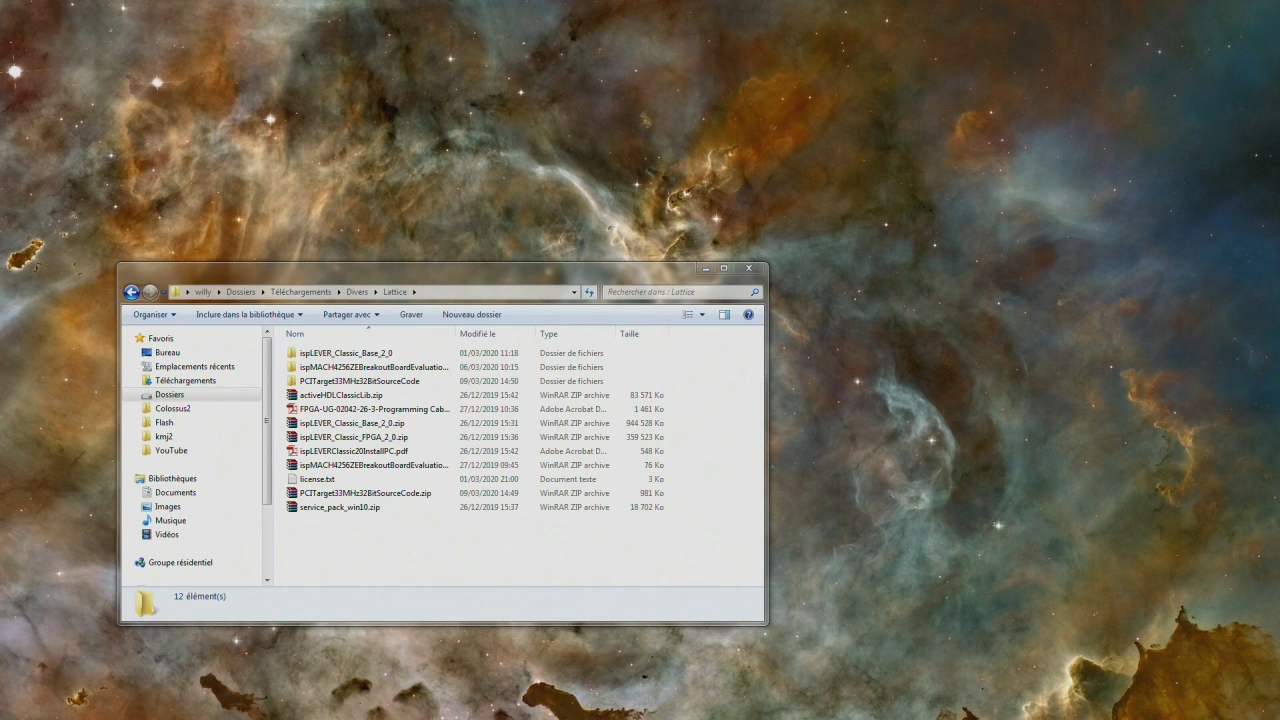 willy Dossiers Téléchargements Divers Lattice Rechercher dans : Lattice
Organiser Inclure dans la bibliothèque Partager avec Graver Nouveau dossier
Nom Modifié le Type Taille
Favoris
Bureau
Emplacements récents
Téléchargements
Dossiers
Colossus2
Flash
kmj2
YouTube
Bibliothèques
Documents
Images
Musique
Vidéos
Groupe résidentiel
ispLEVER_Classic_Base_2_0 01/03/2020 11:18 Dossier de fichiers
ispMACH4256ZEBreakoutBoardEvaluatio... 06/03/2020 10:15 Dossier de fichiers
PCITarget33MHz32BitSourceCode 09/03/2020 14:50 Dossier de fichiers
activeHDLClassicLib.zip 26/12/2019 15:42 WinRAR ZIP archive 83 571 Ko
FPGA-UG-02042-26-3-Programming Cab... 27/12/2019 10:36 Adobe Acrobat D... 1 461 Ko
ispLEVER_Classic_Base_2_0.zip 26/12/2019 15:31 WinRAR ZIP archive 944 528 Ko
ispLEVER_Classic_FPGA_2_0.zip 26/12/2019 15:36 WinRAR ZIP archive 359 523 Ko
ispLEVERClassic20InstallPC.pdf 26/12/2019 15:42 Adobe Acrobat D... 548 Ko
ispMACH4256ZEBreakoutBoardEvaluatio... 27/12/2019 09:45 WinRAR ZIP archive 76 Ko
license.txt 01/03/2020 21:00 Document texte 3 Ko
PCITarget33MHz32BitSourceCode.zip 09/03/2020 14:49 WinRAR ZIP archive 981 Ko
service_pack_win10.zip 26/12/2019 15:37 WinRAR ZIP archive 18 702 Ko
12 élément(s)